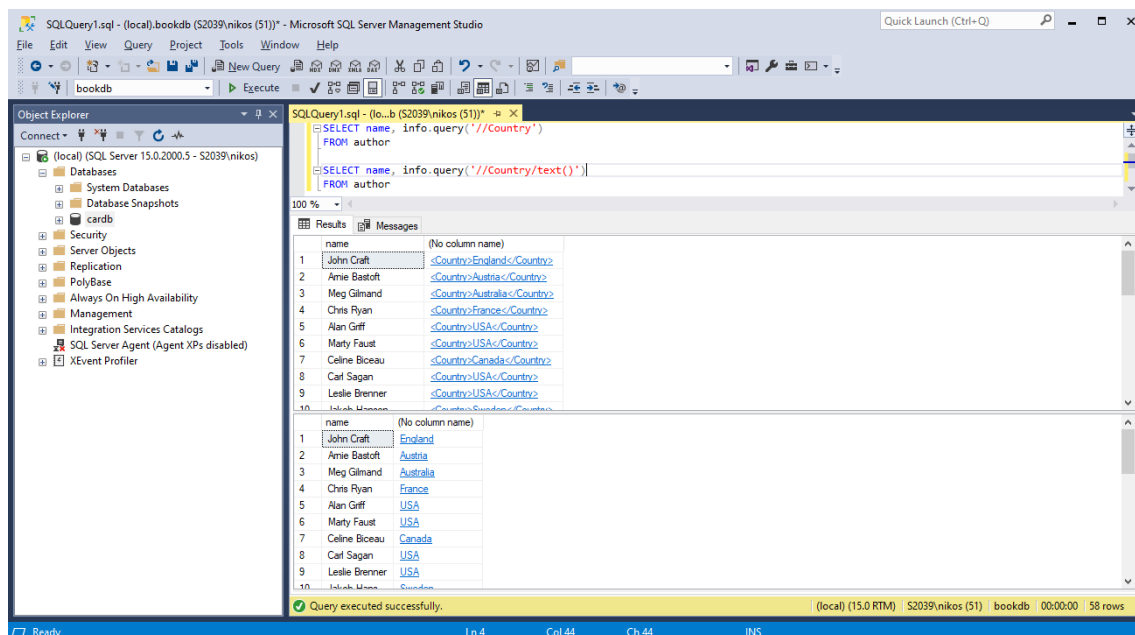 SQLQuery1.sql - (local).bookdb (S2039\nikos (51))* - Microsoft SQL Server Management Studio
Quick Launch (Ctrl+Q)
File Edit View Query Project Tools Window Help
New Query
bookdb
Execute
Object Explorer
Connect
(local) (SQL Server 15.0.2000.5 - S2039\nikos)
Databases
System Databases
Database Snapshots
cardb
Security
Server Objects
Replication
PolyBase
Always On High Availability
Management
Integration Services Catalogs
SQL Server Agent (Agent XPs disabled)
XEvent Profiler
SQLQuery1.sql - (lo...b (S2039\nikos (51))*
SELECT name, info.query('//Country')
FROM author
SELECT name, info.query('//Country/text()')
FROM author
100 %
Results Messages
name (No column name)
1 John Craft <Country>England</Country>
2 Arnie Bastoft <Country>Austria</Country>
3 Meg Gilmand <Country>Australia</Country>
4 Chris Ryan <Country>France</Country>
5 Alan Griff <Country>USA</Country>
6 Marty Faust <Country>USA</Country>
7 Celine Biceau <Country>Canada</Country>
8 Carl Sagan <Country>USA</Country>
9 Leslie Brenner <Country>USA</Country>
10 Jakob Hansen <Country>Sweden</Country>
name (No column name)
1 John Craft England
2 Arnie Bastoft Austria
3 Meg Gilmand Australia
4 Chris Ryan France
5 Alan Griff USA
6 Marty Faust USA
7 Celine Biceau Canada
8 Carl Sagan USA
9 Leslie Brenner USA
10 Jakob Hans Sweden
Query executed successfully.
(local) (15.0 RTM) S2039\nikos (51) bookdb 00:00:00 58 rows
Ready Ln 4 Col 44 Ch 44 INS